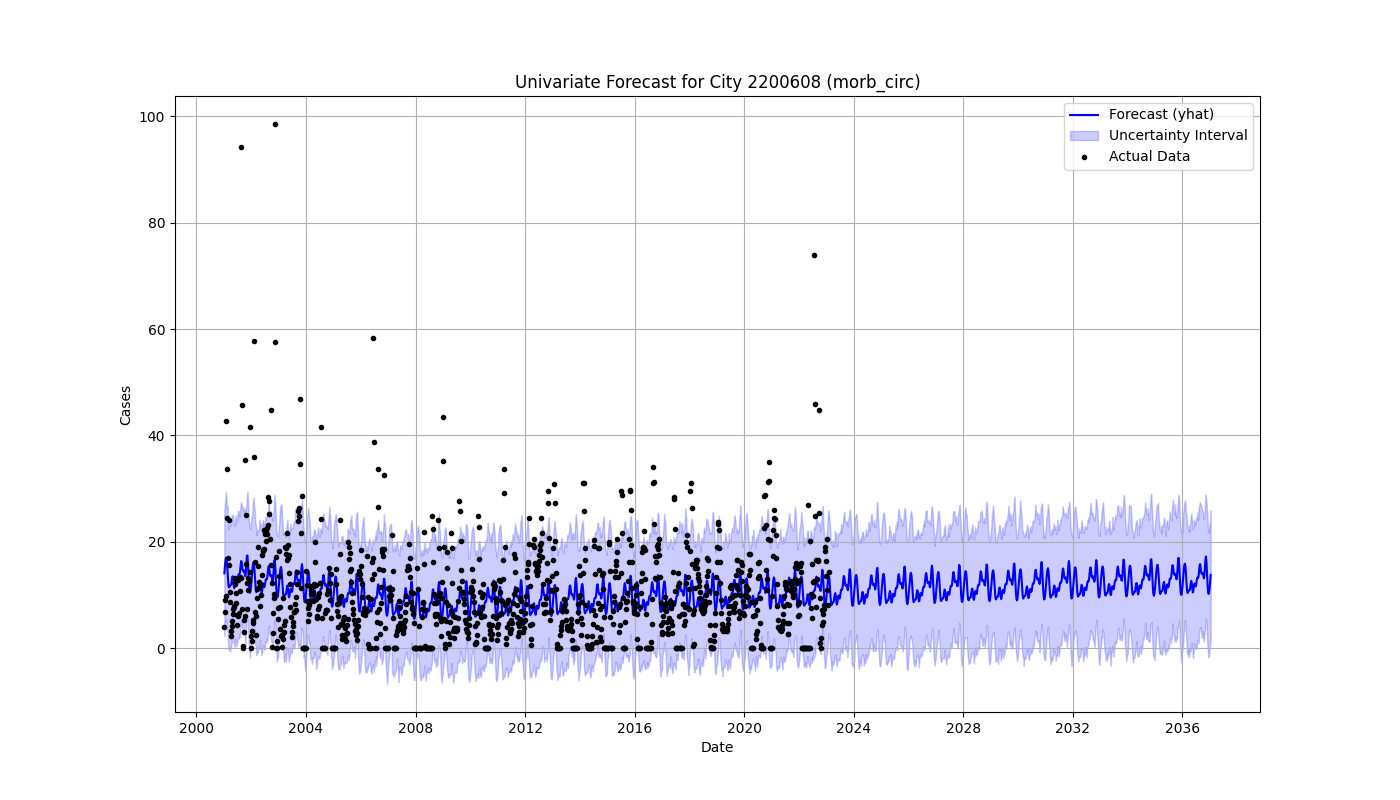 Univariate Forecast for City 2200608 (morb_circ)
Forecast (yhat)
Uncertainty Interval
Actual Data
Cases
100
80
60
40
20
0
2000 2004 2008 2012 2016 2020 2024 2028 2032 2036
Date